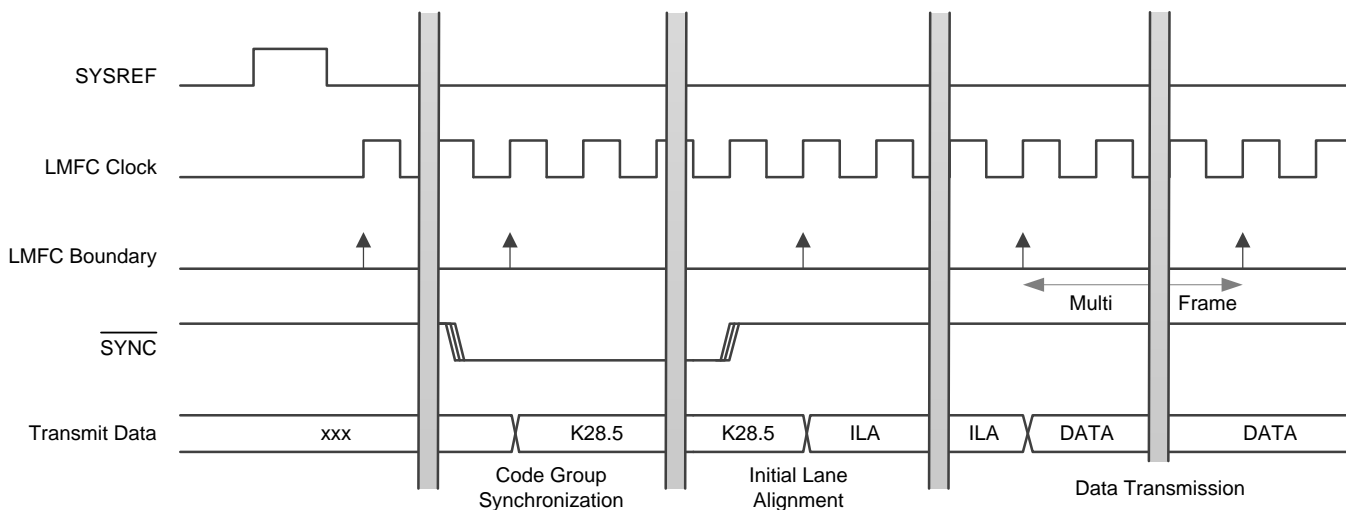 SYSREF
LMFC Clock
LMFC Boundary
Multi Frame
SYNC
Transmit Data xxx K28.5 K28.5 ILA ILA DATA DATA
Code Group
Synchronization
Initial Lane
Alignment
Data Transmission